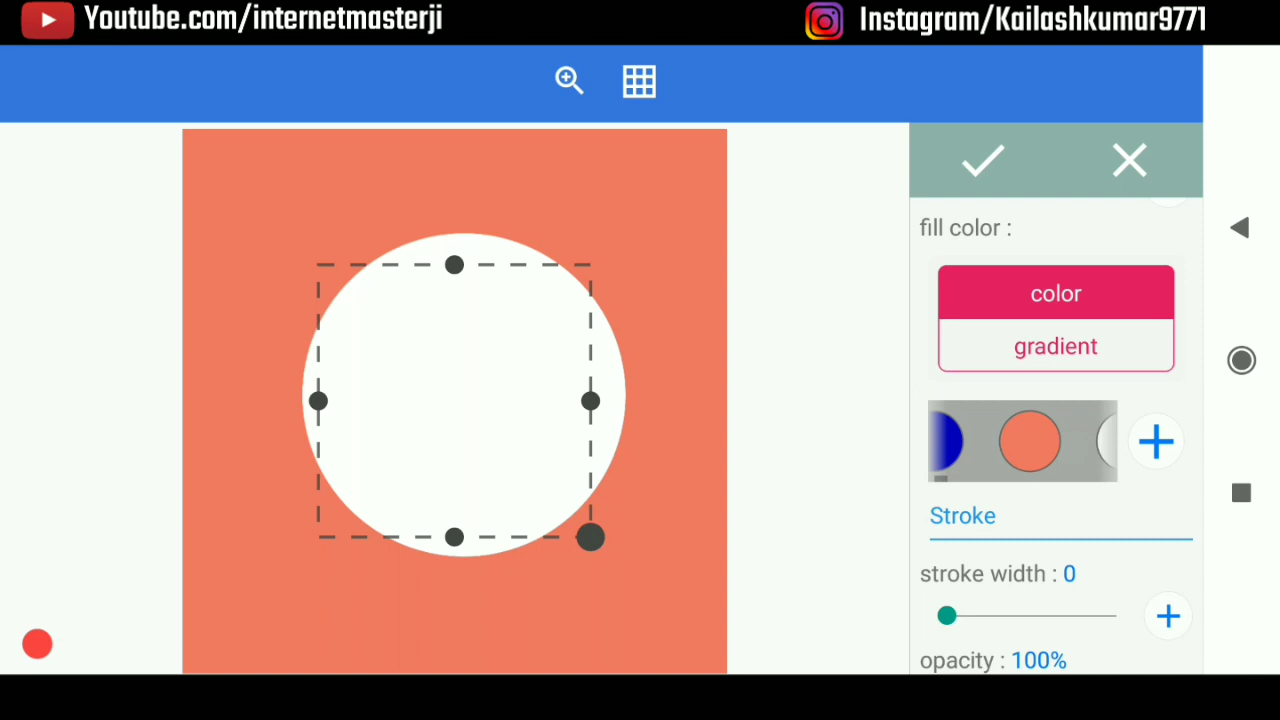 Youtube.com/internetmasterji
Instagram/Kailashkumar9771
fill color :
color
gradient
Stroke
stroke width : 0
opacity : 100%